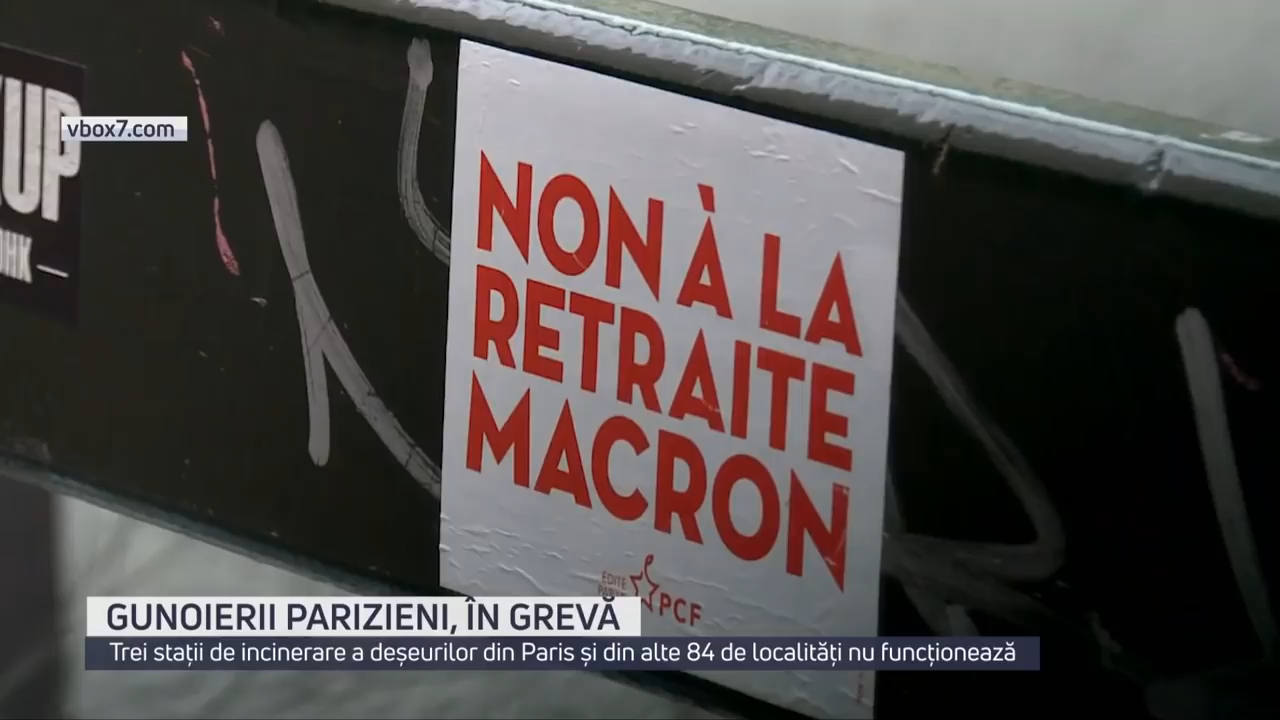 vbox7.com
NON À LA
RETRAITE
MACRON
PCF
GUNOIERII PARIZIENI, ÎN GREVĂ
Trei stații de incinerare a deșeurilor din Paris și din alte 84 de localități nu funcționează